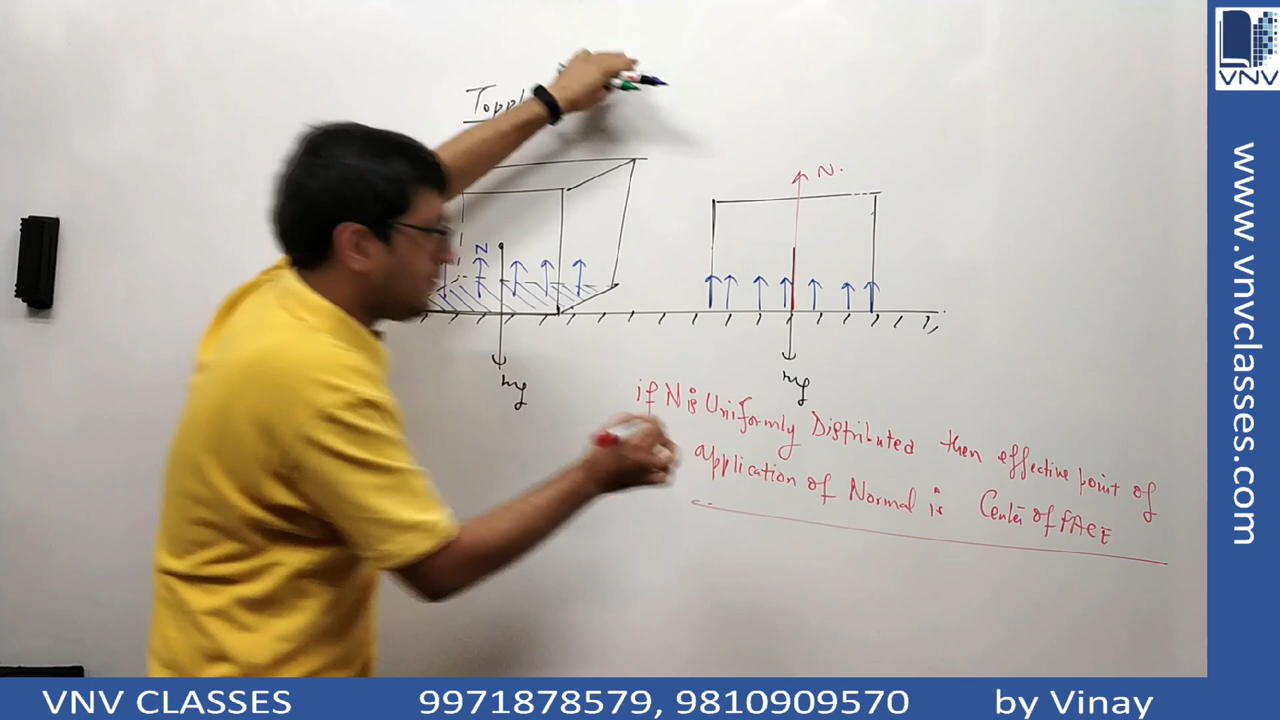 Toppl
N
N.
mg
mg
if N is Uniformly Distributed then effective point of
application of Normal is Center of FACE
VNV
www.vnvclasses.com
VNV CLASSES 9971878579, 9810909570 by Vinay